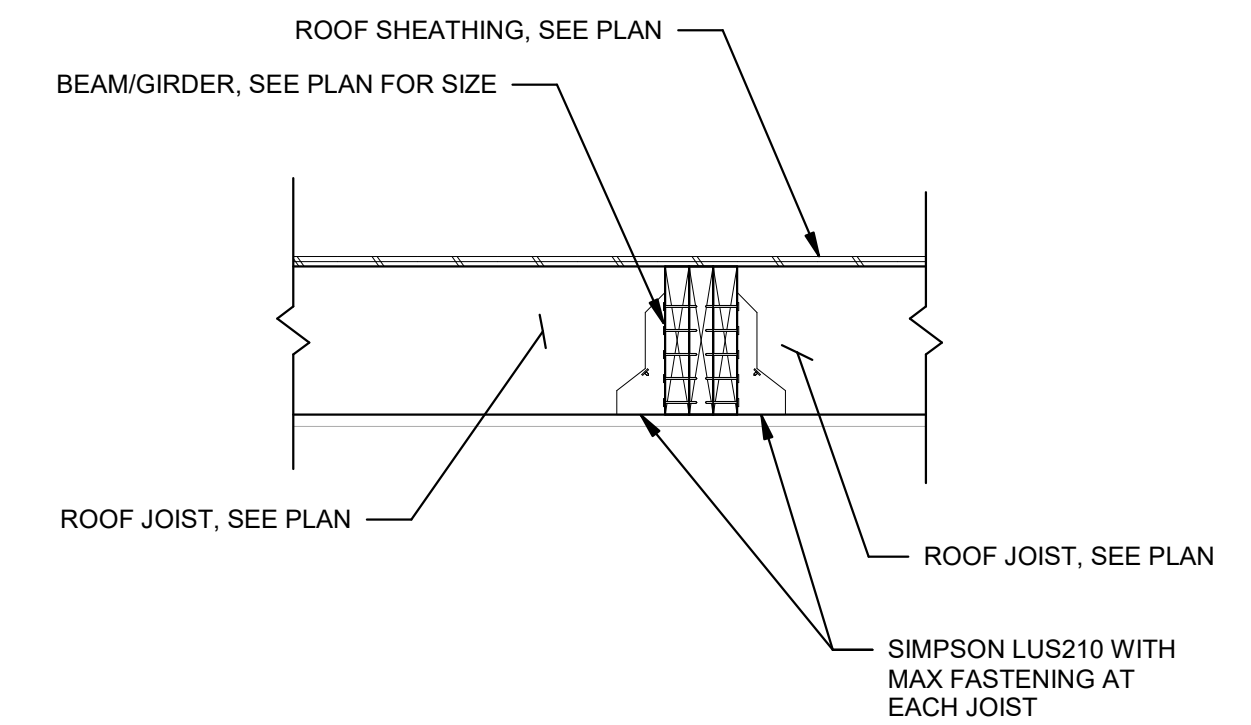 ROOF SHEATHING, SEE PLAN
BEAM/GIRDER, SEE PLAN FOR SIZE
ROOF JOIST, SEE PLAN
ROOF JOIST, SEE PLAN
SIMPSON LUS210 WITH
MAX FASTENING AT
EACH JOIST